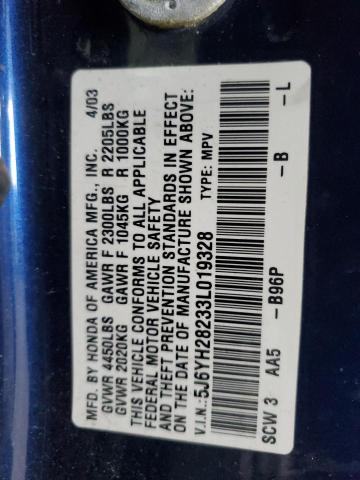 MFD. BY HONDA OF AMERICA MFG., INC. 4/03
GVWR 4450LBS GAWR F 2300LBS R 2205LBS
GVWR 2020KG GAWR F 1045KG R 1000KG
THIS VEHICLE CONFORMS TO ALL APPLICABLE
FEDERAL MOTOR VEHICLE SAFETY
AND THEFT PREVENTION STANDARDS IN EFFECT
ON THE DATE OF MANUFACTURE SHOWN ABOVE.
V.I.N.: 5J6YH28233L019328 TYPE: MPV
SCW 3 AA5 -B96P -B -L